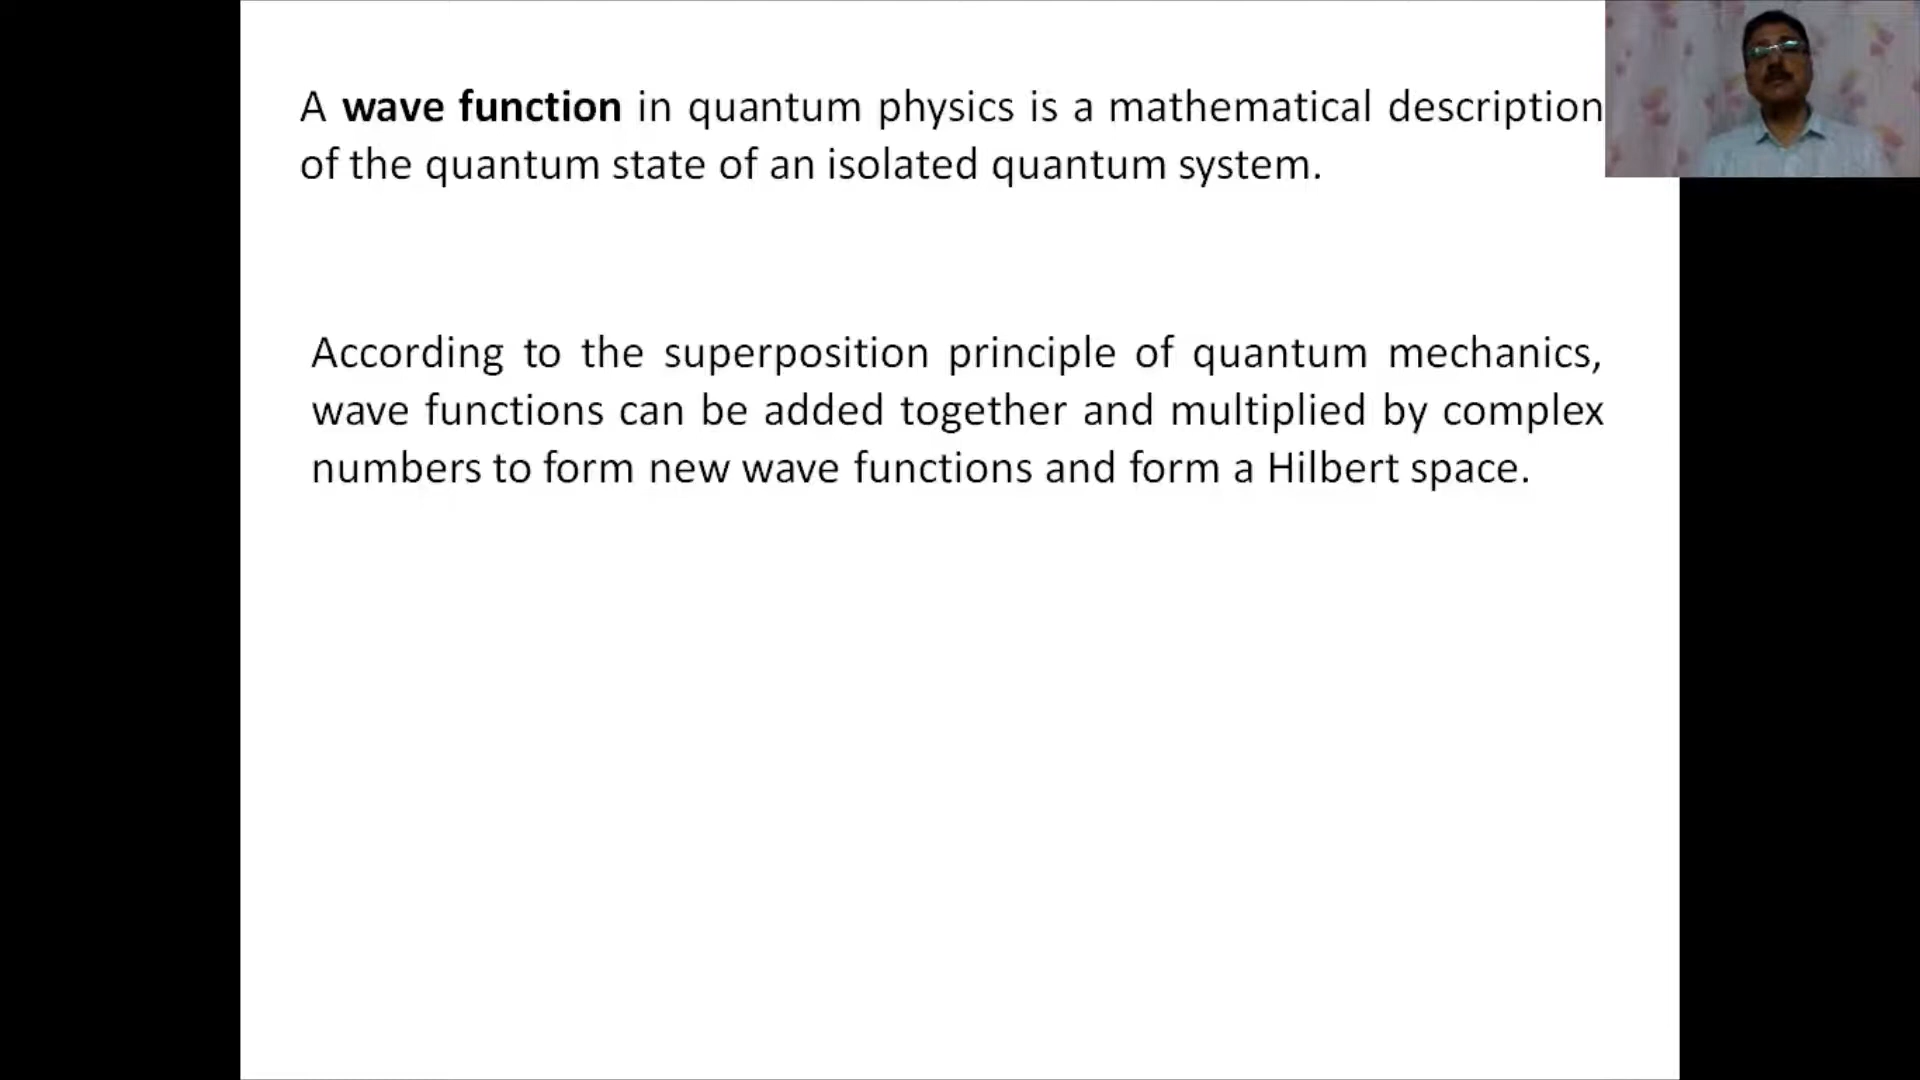 A wave function in quantum physics is a mathematical description
of the quantum state of an isolated quantum system.
According to the superposition principle of quantum mechanics,
wave functions can be added together and multiplied by complex
numbers to form new wave functions and form a Hilbert space.